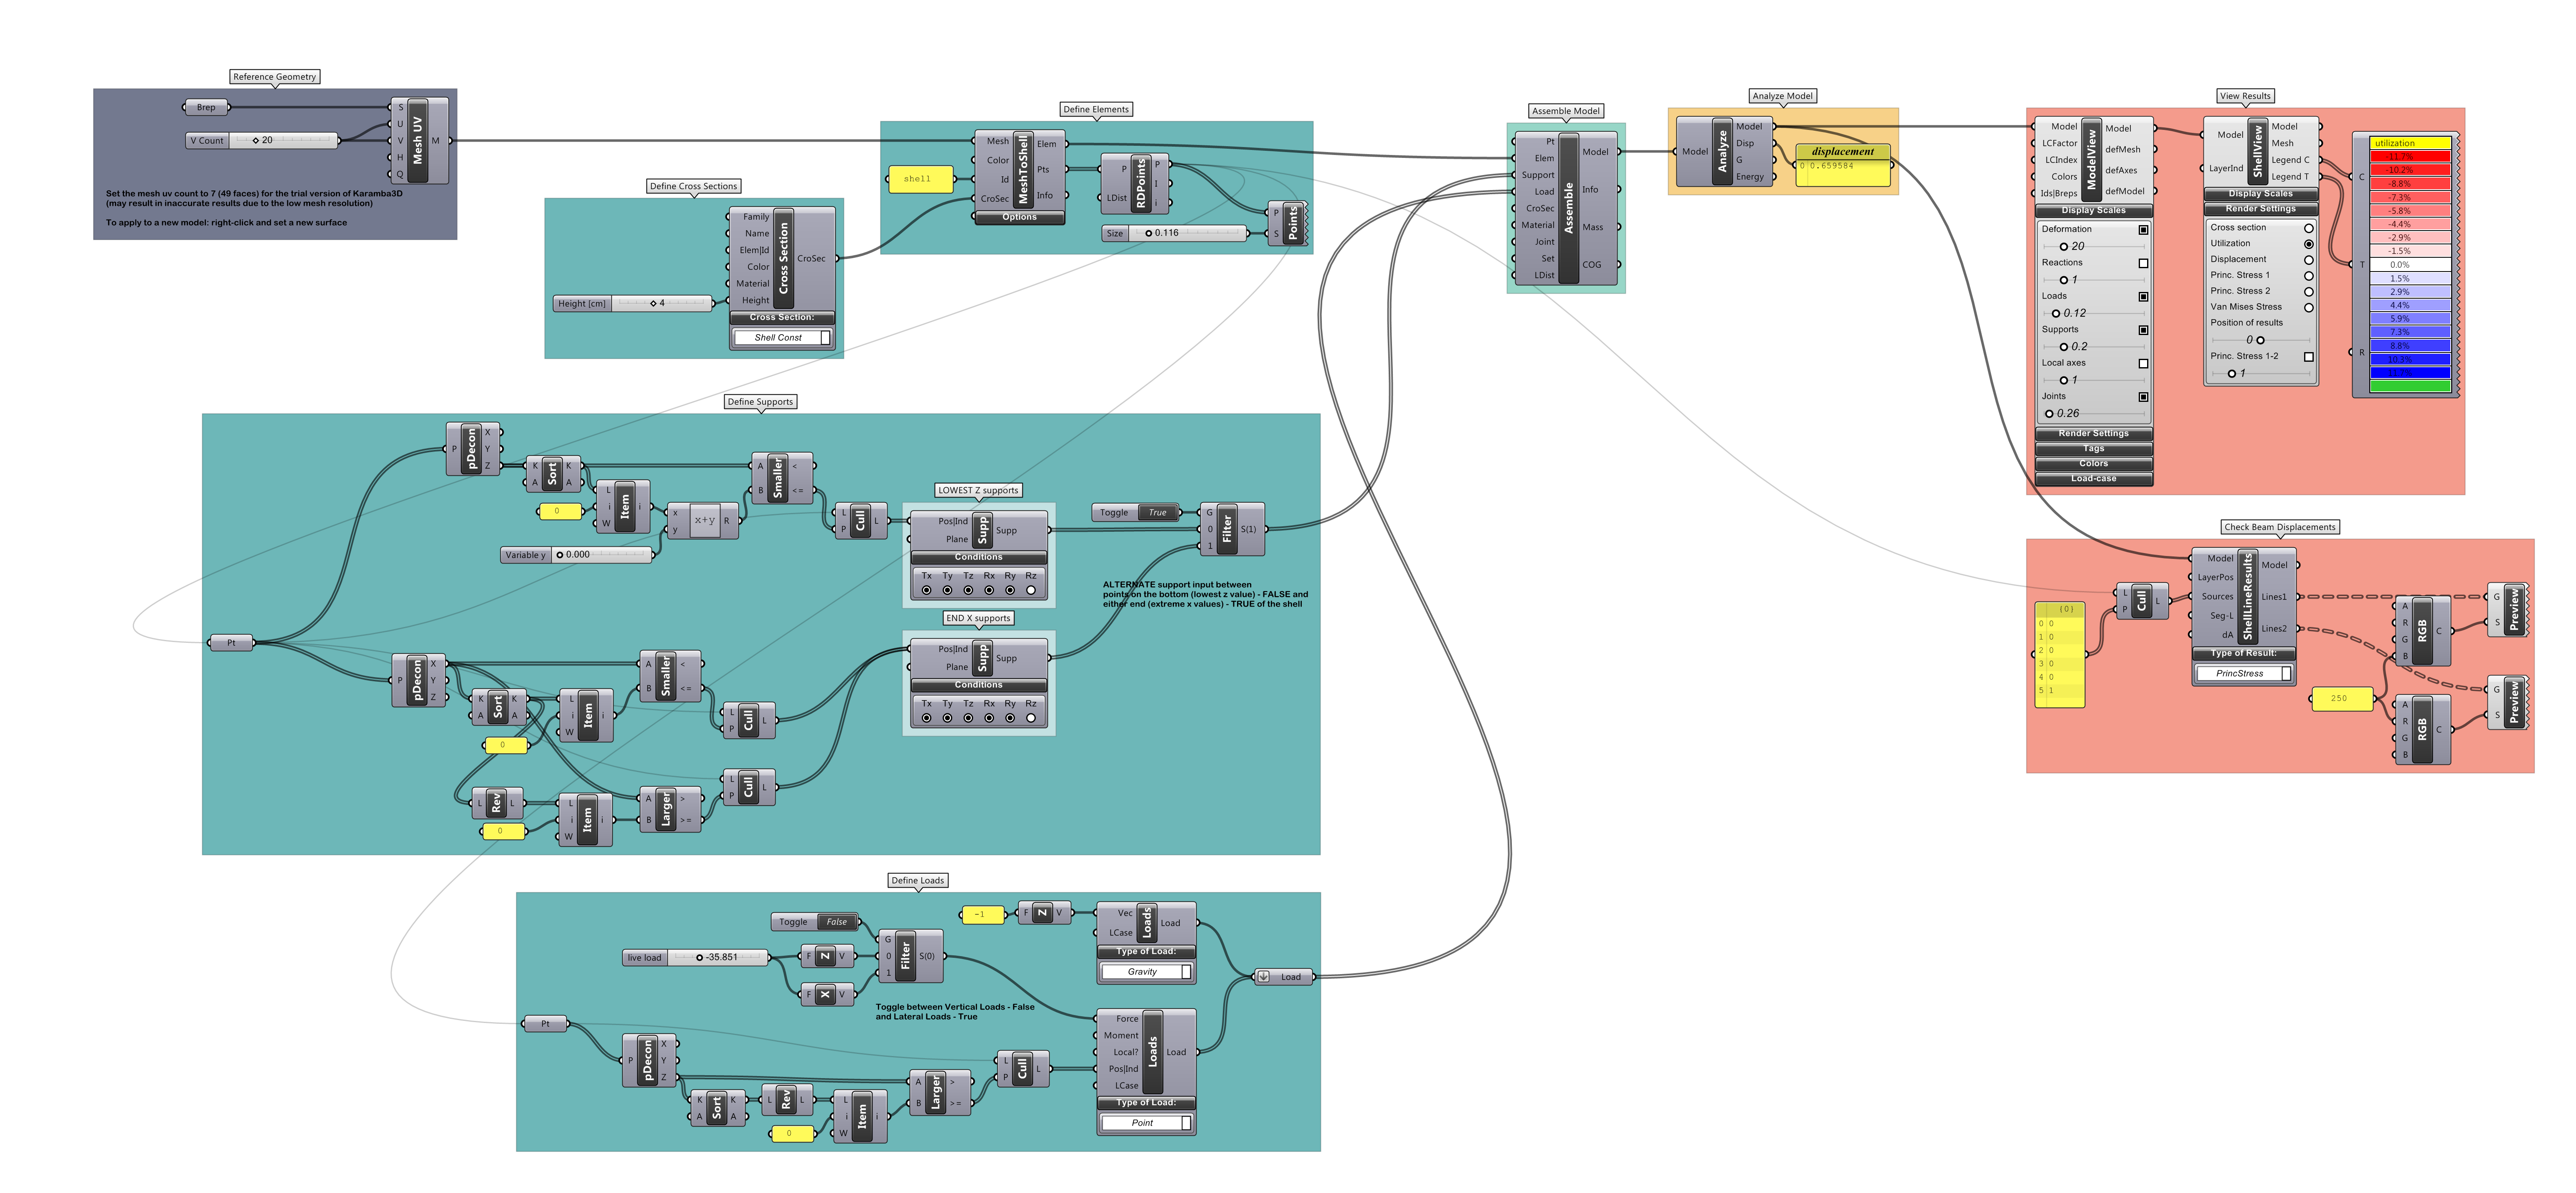 Reference Geometry
Brep
V Count
20
S
U
V
H
Q
Mesh UV
M
Set the mesh uv count to 7 (49 faces) for the trial version of Karamba3D
(may result in inaccurate results due to the low mesh resolution)
To apply to a new model: right-click and set a new surface
Define Cross Sections
Family
Name
Elem|Id
Color
Material
Height
Cross Section
CroSec
Height [cm]
4
Cross Section:
Shell Const
Define Elements
shell
Mesh
Color
Id
CroSec
MeshToShell
Elem
Pts
Info
Options
P
LDist
RDPoints
P
I
i
Size
0.116
P
S
Points
Assemble Model
Pt
Elem
Support
Load
CroSec
Material
Joint
Set
LDist
Assemble
Model
Info
Mass
COG
Analyze Model
Model
Analyze
Model
Disp
G
Energy
displacement
0 0.659584
View Results
Model
LCFactor
LCIndex
Colors
Ids|Breps
ModelView
Model
defMesh
defAxes
defModel
Display Scales
Deformation
20
Reactions
1
Loads
0.12
Supports
0.2
Local axes
1
Joints
0.26
Render Settings
Tags
Colors
Load-case
Model
LayerInd
ShellView
Model
Mesh
Legend C
Legend T
Display Scales
Render Settings
Cross section
Utilization
Displacement
Princ. Stress 1
Princ. Stress 2
Van Mises Stress
Position of results
0
Princ. Stress 1-2
1
C
T
R
utilization
-11.7%
-10.2%
-8.8%
-7.3%
-5.8%
-4.4%
-2.9%
-1.5%
0.0%
1.5%
2.9%
4.4%
5.9%
7.3%
8.8%
10.3%
Define Supports
Pt
P
pDecon
X
Y
Z
K
A
Sort
K
A
0
L
i
W
Item
i
Variable y
0.000
x
y
x+y
R
A
B
Smaller
<
<=
L
P
Cull
L
LOWEST Z supports
Pos|Ind
Plane
Supp
Supp
Conditions
Tx Ty Tz Rx Ry Rz
Toggle
True
G
0
1
Filter
S(1)
ALTERNATE support input between
points on the bottom (lowest z value) - FALSE and
either end (extreme x values) - TRUE of the shell
END X supports
Pos|Ind
Plane
Supp
Supp
Conditions
Tx Ty Tz Rx Ry Rz
P
pDecon
X
Y
Z
K
A
Sort
K
A
0
L
i
W
Item
i
A
B
Smaller
<
<=
L
P
Cull
L
L
Rev
L
0
L
i
W
Item
i
A
B
Larger
>
>=
L
P
Cull
L
Check Beam Displacements
{0}
0 0
1 0
2 0
3 0
4 0
5 1
L
P
Cull
L
Model
LayerPos
Sources
Seg-L
dA
ShellLineResults
Model
Lines1
Lines2
Type of Result:
PrincStress
250
A
R
G
B
RGB
C
G
S
Preview
A
R
G
B
RGB
C
G
S
Preview
Define Loads
Toggle
False
live load
-35.851
F
Z
V
F
X
V
G
0
1
Filter
S(0)
-1
F
Z
V
Vec
LCase
Loads
Load
Type of Load:
Gravity
Load
Toggle between Vertical Loads - False
and Lateral Loads - True
Pt
P
pDecon
X
Y
Z
K
A
Sort
K
A
L
Rev
L
0
L
i
W
Item
i
A
B
Larger
>
>=
L
P
Cull
L
Force
Moment
Local?
Pos|Ind
LCase
Loads
Load
Type of Load:
Point